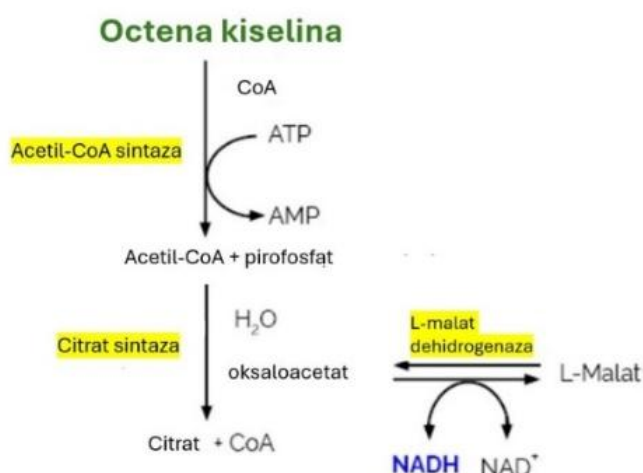 Octena kiselina
CoA
ATP
Acetil-CoA sintaza
AMP
Acetil-CoA + pirofosfat
H₂O
Citrat sintaza
L-malat
dehidrogenaza
oksaloacetat
L-Malat
Citrat + CoA
NADH NAD⁺